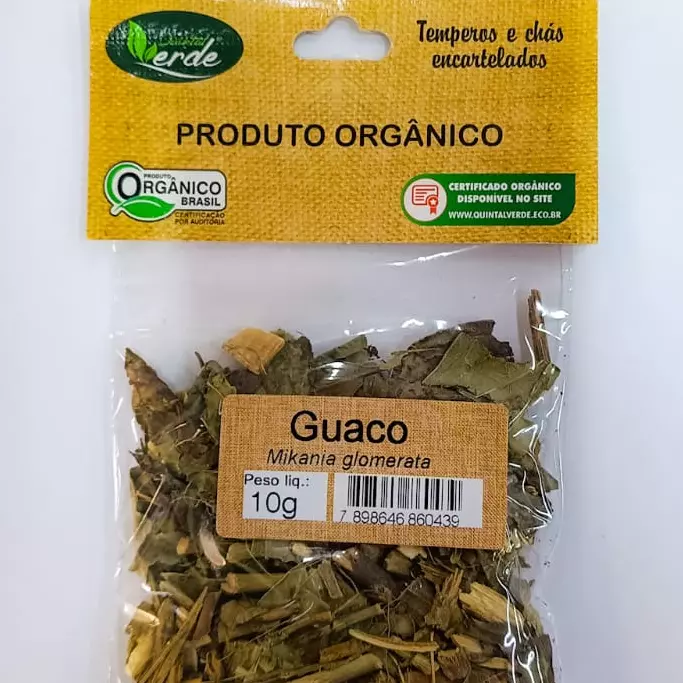 Quintal
Verde
Temperos e chás
encartelados
PRODUTO ORGÂNICO
PRODUTO
ORGÂNICO
BRASIL
CERTIFICAÇÃO
POR AUDITORIA
CERTIFICADO ORGÂNICO
DISPONÍVEL NO SITE
WWW.QUINTALVERDE.ECO.BR
Guaco
Mikania glomerata
Peso liq.:
10g
7 898646 860439